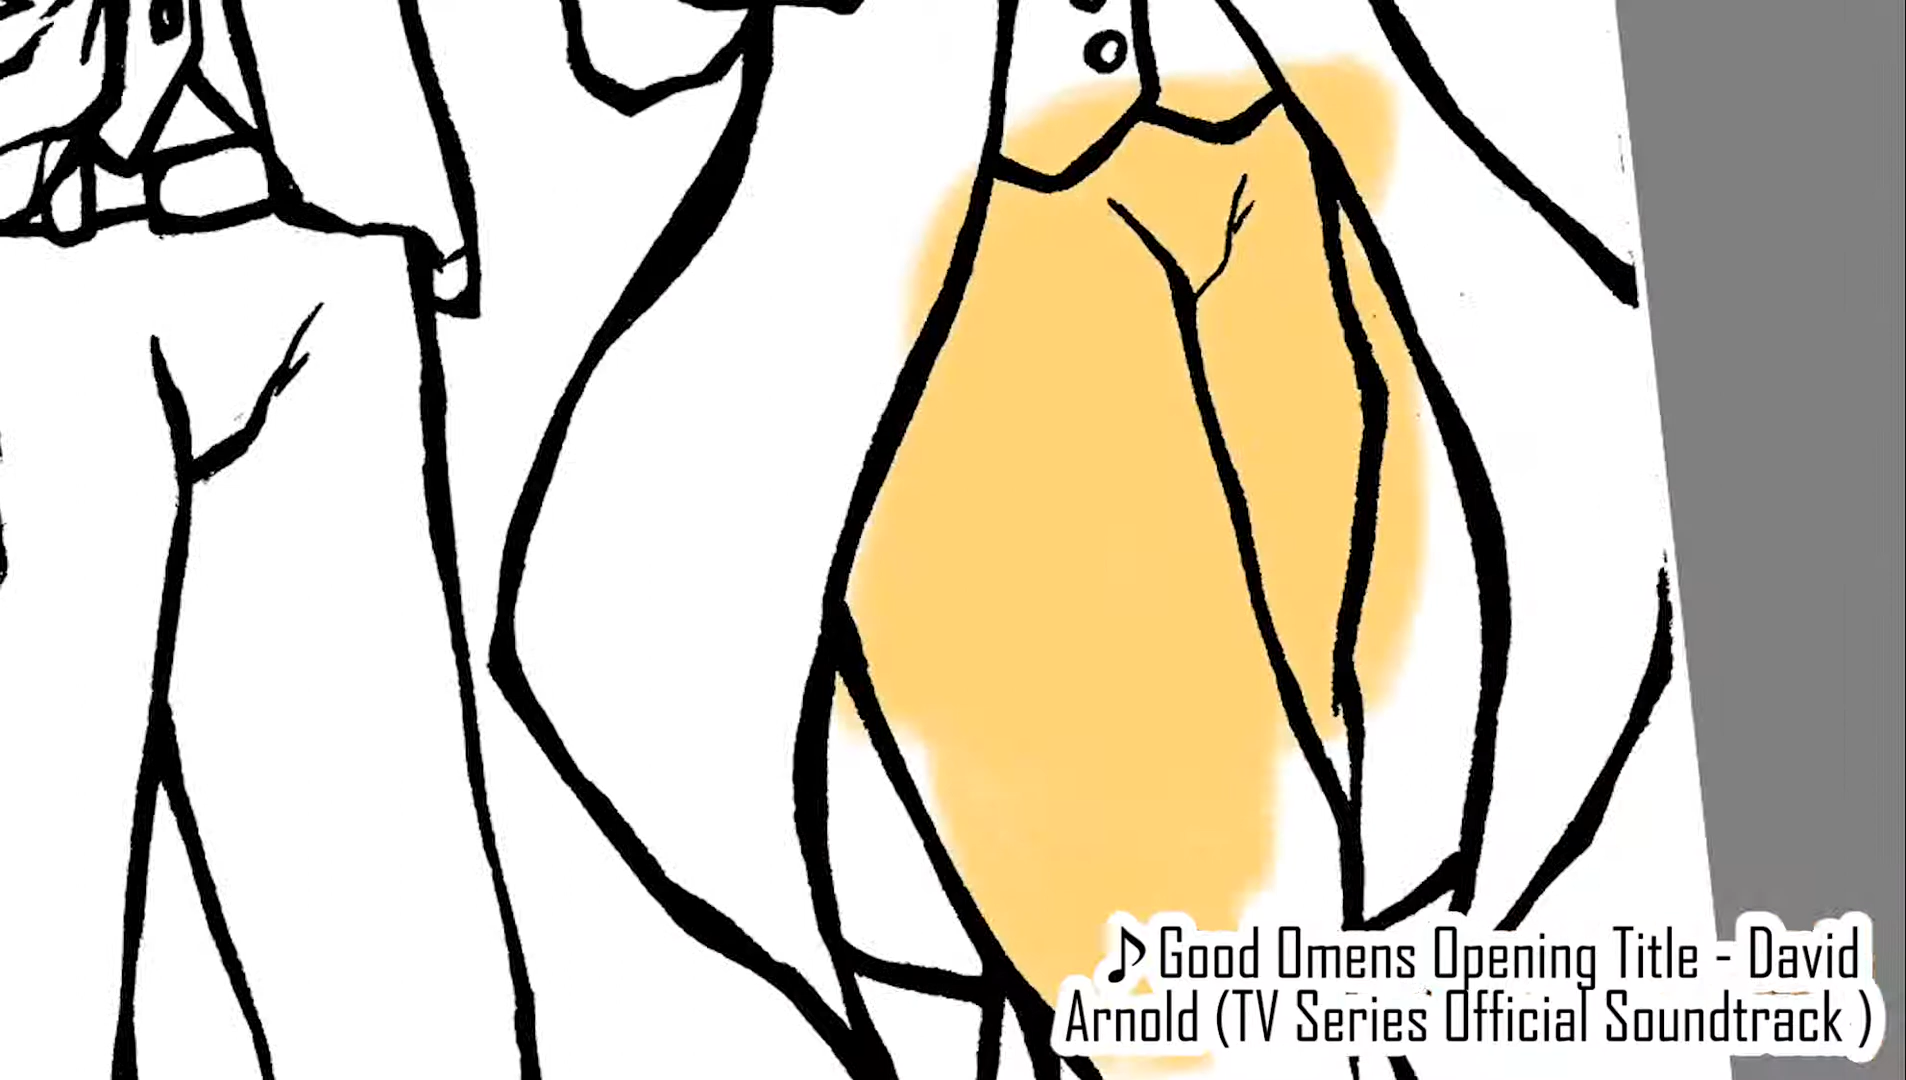 ♪ Good Omens Opening Title - David
Arnold (TV Series Official Soundtrack )